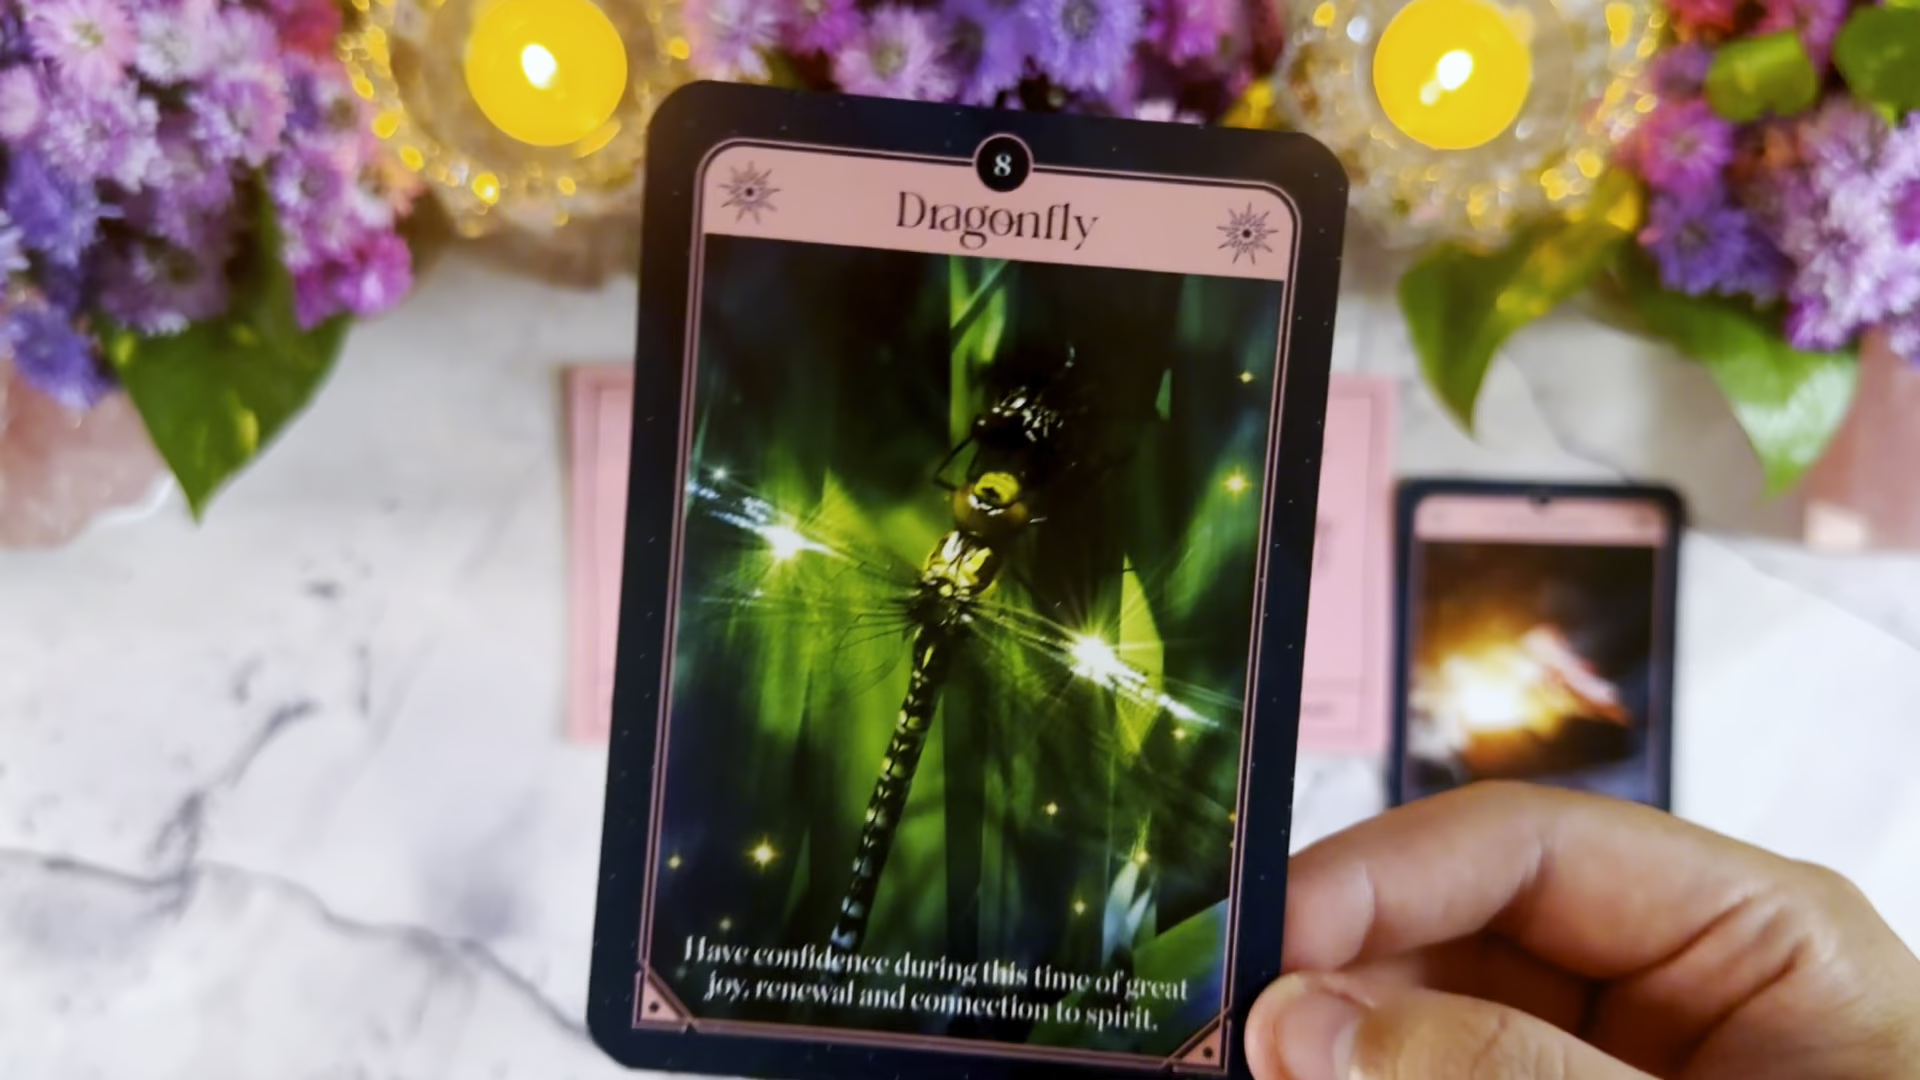 8
Dragonfly
Have confidence during this time of great
joy, renewal and connection to spirit.